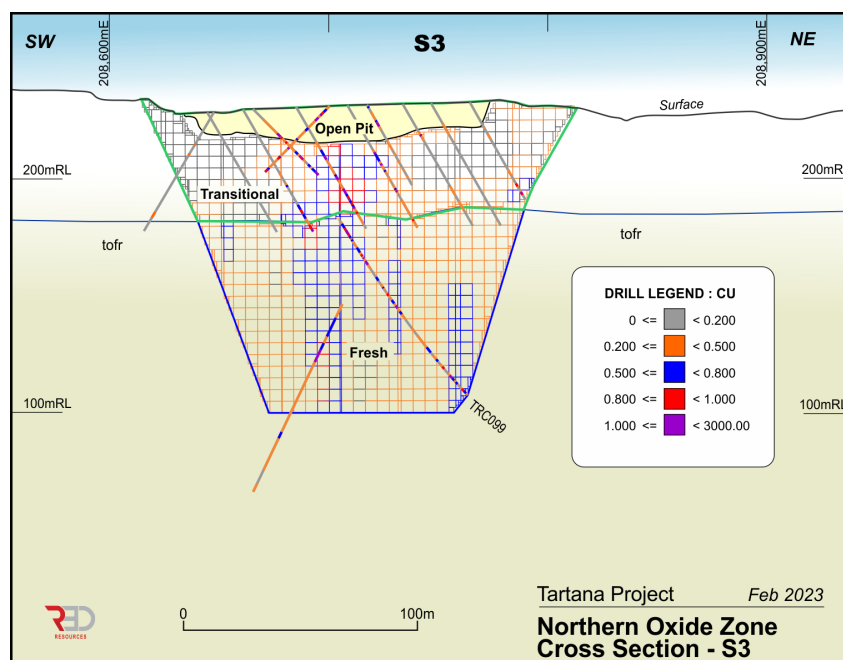 SW
S3
NE
208.600mE
208.900mE
Surface
Open Pit
200mRL
200mRL
Transitional
tofr
tofr
DRILL LEGEND : CU
0 <= < 0.200
0.200 <= < 0.500
0.500 <= < 0.800
0.800 <= < 1.000
1.000 <= < 3000.00
Fresh
100mRL
100mRL
TRC099
Tartana Project
Feb 2023
Northern Oxide Zone
Cross Section - S3
0
100m
R3D
RESOURCES